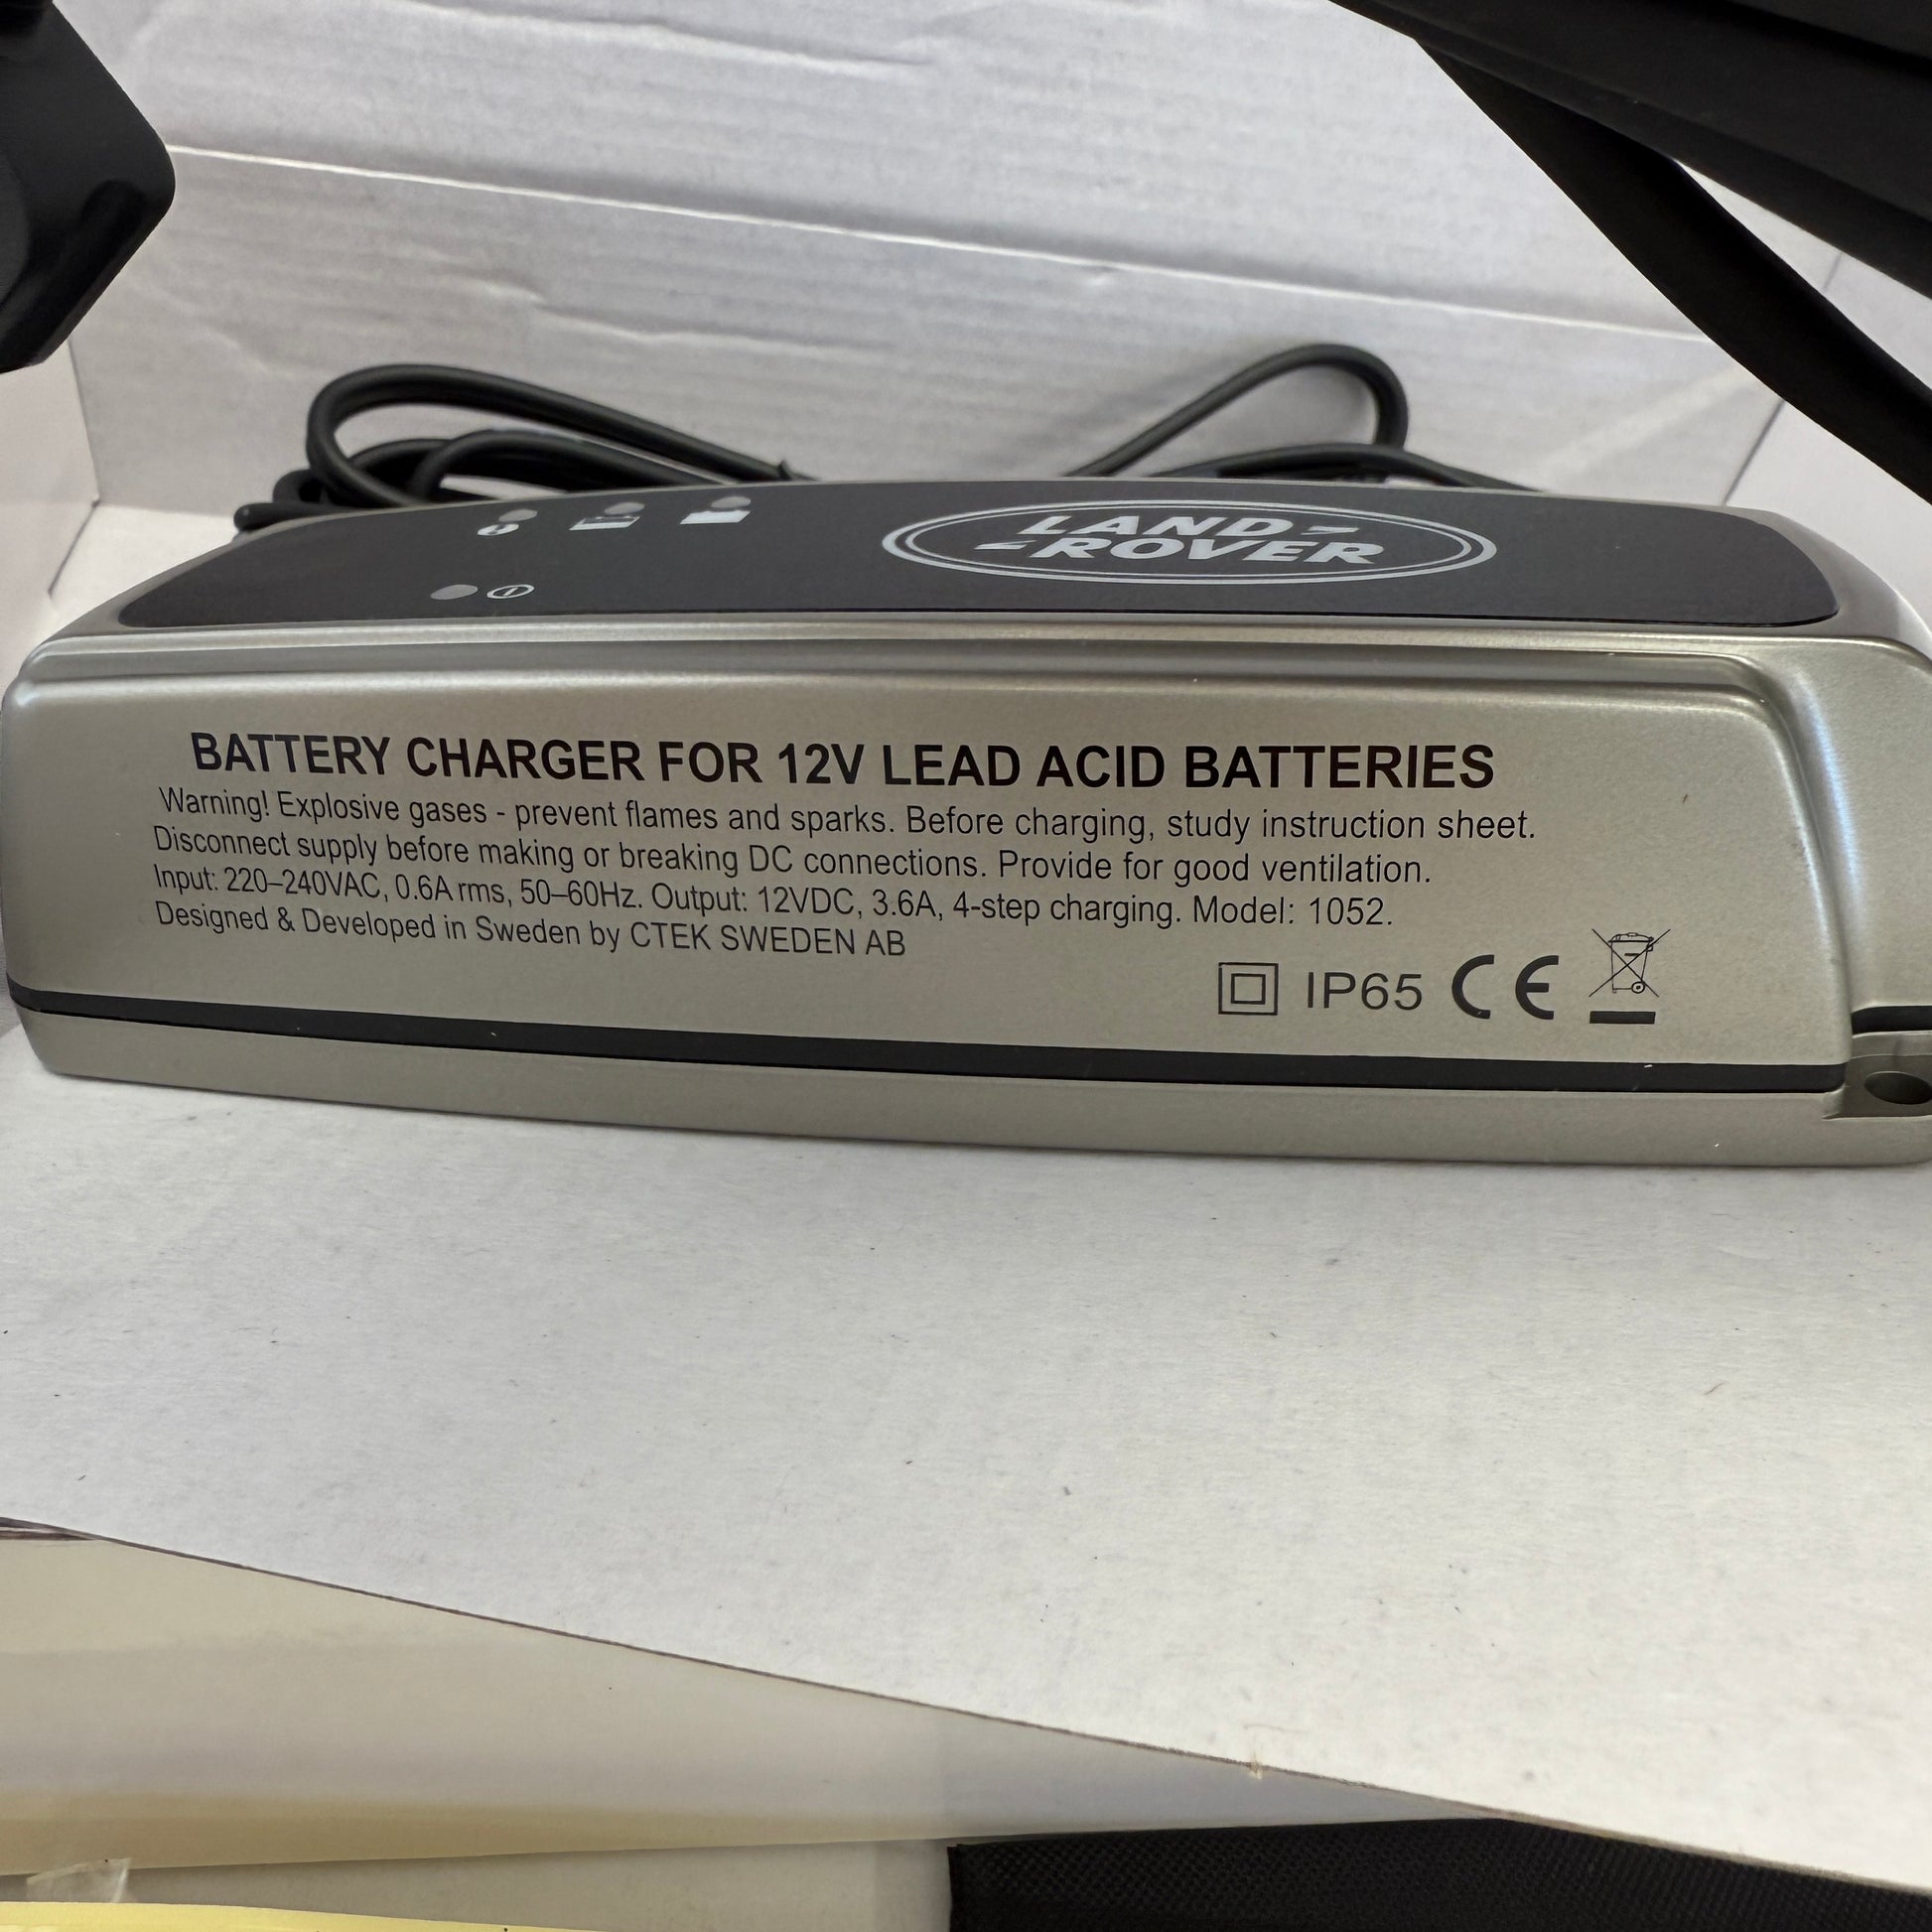 LAND
ROVER
BATTERY CHARGER FOR 12V LEAD ACID BATTERIES
Warning! Explosive gases - prevent flames and sparks. Before charging, study instruction sheet.
Disconnect supply before making or breaking DC connections. Provide for good ventilation.
Input: 220–240VAC, 0.6A rms, 50–60Hz. Output: 12VDC, 3.6A, 4-step charging. Model: 1052.
Designed & Developed in Sweden by CTEK SWEDEN AB
IP65 CE